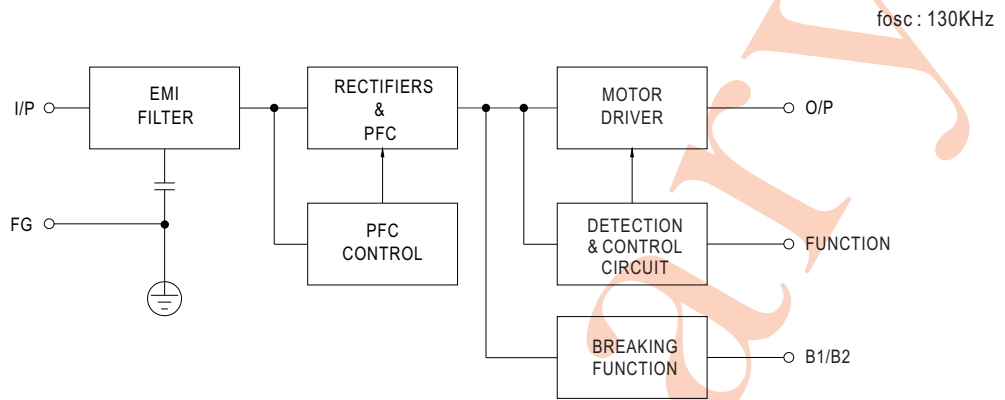 fosc : 130KHz
I/P
EMI
FILTER
RECTIFIERS
&
PFC
MOTOR
DRIVER
O/P
FG
PFC
CONTROL
DETECTION
& CONTROL
CIRCUIT
FUNCTION
BREAKING
FUNCTION
B1/B2
ary